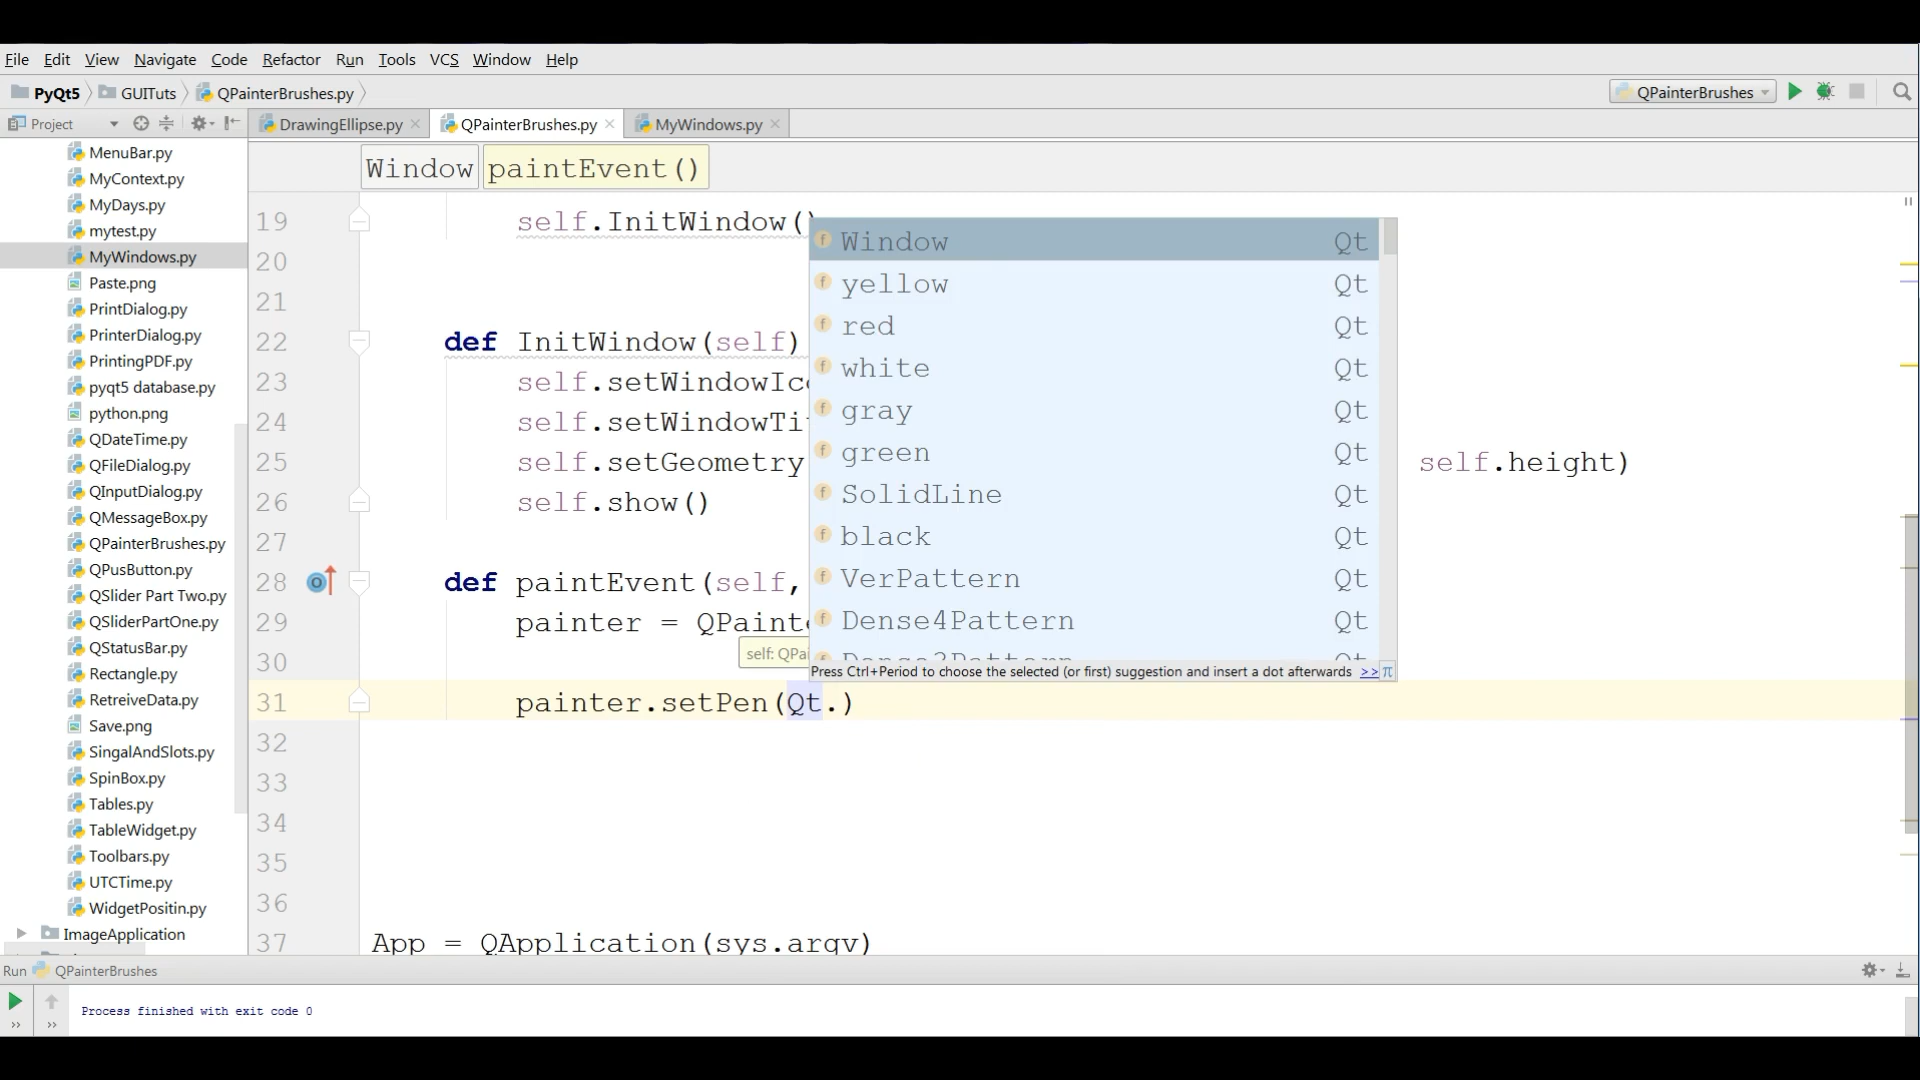 File Edit View Navigate Code Refactor Run Tools VCS Window Help
PyQt5 GUITuts QPainterBrushes.py QPainterBrushes
Project DrawingEllipse.py QPainterBrushes.py MyWindows.py
Window paintEvent()
MenuBar.py
MyContext.py
MyDays.py
mytest.py
MyWindows.py
Paste.png
PrintDialog.py
PrinterDialog.py
PrintingPDF.py
pyqt5 database.py
python.png
QDateTime.py
QFileDialog.py
QInputDialog.py
QMessageBox.py
QPainterBrushes.py
QPusButton.py
QSlider Part Two.py
QSliderPartOne.py
QStatusBar.py
Rectangle.py
RetreiveData.py
Save.png
SingalAndSlots.py
SpinBox.py
Tables.py
TableWidget.py
Toolbars.py
UTCTime.py
WidgetPositin.py
ImageApplication
19 self.InitWindow()
20
21
22 def InitWindow(self)
23 self.setWindowIco
24 self.setWindowTit
25 self.setGeometry self.height)
26 self.show()
27
28 def paintEvent(self,
29 painter = QPainte
30
31 painter.setPen(Qt.)
32
33
34
35
36
37 App = QApplication(sys.argv)
Window Qt
yellow Qt
red Qt
white Qt
gray Qt
green Qt
SolidLine Qt
black Qt
VerPattern Qt
Dense4Pattern Qt
self: QPai
Press Ctrl+Period to choose the selected (or first) suggestion and insert a dot afterwards >> π
Run QPainterBrushes
Process finished with exit code 0